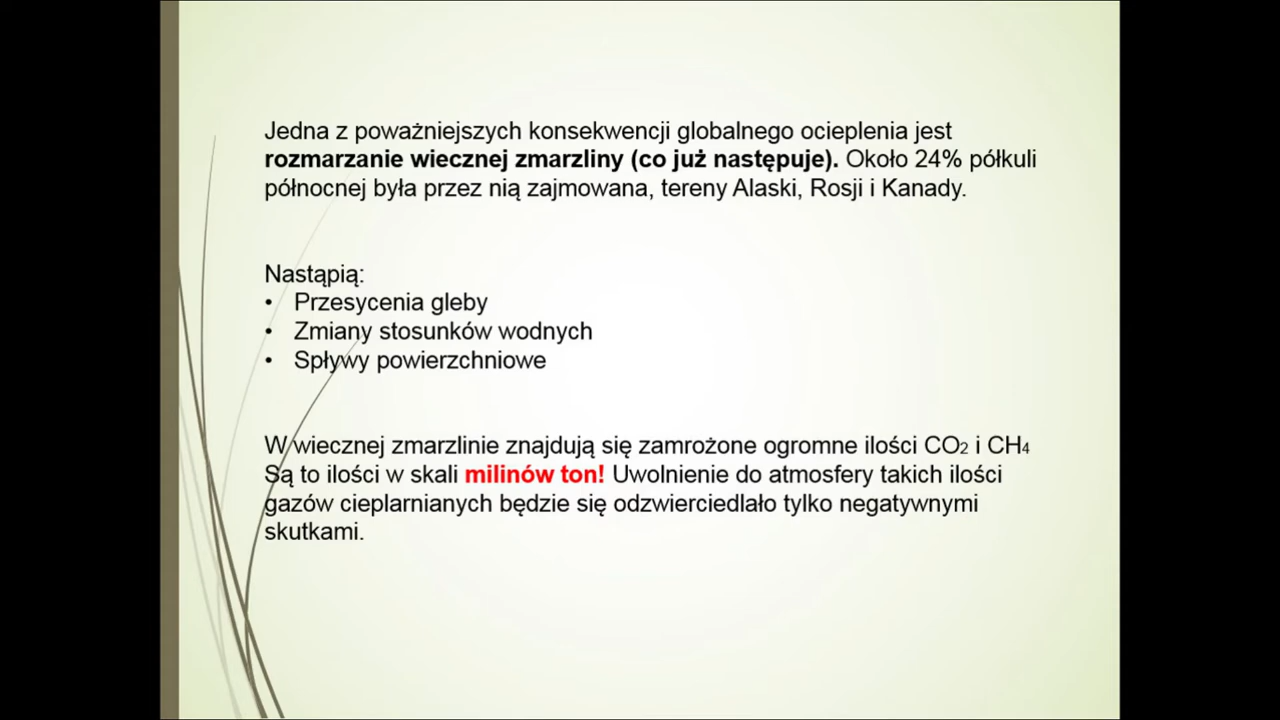 Jedna z poważniejszych konsekwencji globalnego ocieplenia jest
rozmarzanie wiecznej zmarzliny (co już następuje). Około 24% półkuli
północnej była przez nią zajmowana, tereny Alaski, Rosji i Kanady.
Nastąpią:
• Przesycenia gleby
• Zmiany stosunków wodnych
• Spływy powierzchniowe
W wiecznej zmarzlinie znajdują się zamrożone ogromne ilości CO2 i CH4
Są to ilości w skali milinów ton! Uwolnienie do atmosfery takich ilości
gazów cieplarnianych będzie się odzwierciedlało tylko negatywnymi
skutkami.